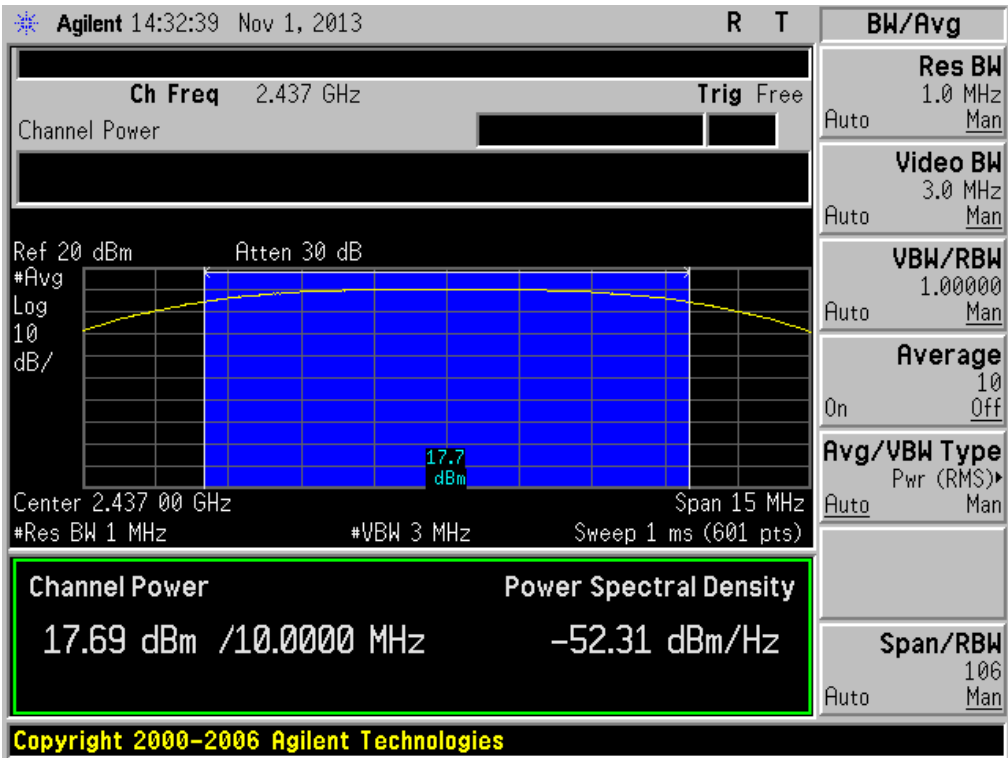 Agilent 14:32:39 Nov 1, 2013 R T
Ch Freq 2.437 GHz Trig Free
Channel Power
Ref 20 dBm Atten 30 dB
#Avg
Log
10
dB/
17.7
dBm
Center 2.437 00 GHz Span 15 MHz
#Res BW 1 MHz #VBW 3 MHz Sweep 1 ms (601 pts)
Channel Power Power Spectral Density
17.69 dBm /10.0000 MHz -52.31 dBm/Hz
Copyright 2000-2006 Agilent Technologies
BW/Avg
Res BW
1.0 MHz
Auto Man
Video BW
3.0 MHz
Auto Man
VBW/RBW
1.00000
Auto Man
Average
10
On Off
Avg/VBW Type
Pwr (RMS)▸
Auto Man
Span/RBW
106
Auto Man